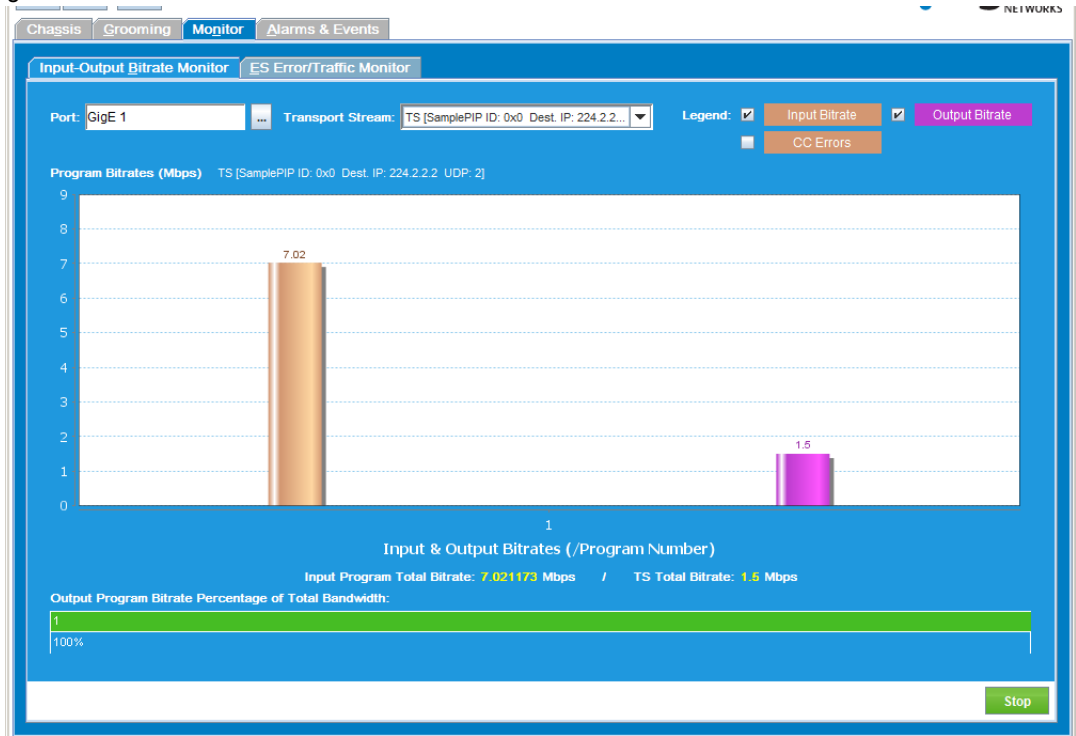 NETWORKS
Chassis Grooming Monitor Alarms & Events
Input-Output Bitrate Monitor ES Error/Traffic Monitor
Port: GigE 1 ... Transport Stream: TS [SamplePIP ID: 0x0 Dest. IP: 224.2.2... Legend: Input Bitrate Output Bitrate
CC Errors
Program Bitrates (Mbps) TS [SamplePIP ID: 0x0 Dest. IP: 224.2.2.2 UDP: 2]
9
8
7.02
7
6
5
4
3
2
1.5
1
0
1
Input & Output Bitrates (/Program Number)
Input Program Total Bitrate: 7.021173 Mbps / TS Total Bitrate: 1.5 Mbps
Output Program Bitrate Percentage of Total Bandwidth:
1
100%
Stop